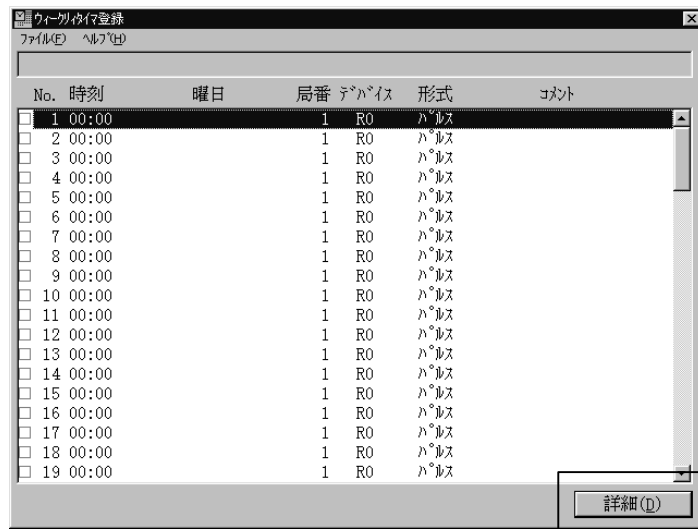 ウィークリィタイマ登録
ファイル(F) ヘルプ(H)
No. 時刻 曜日 局番 デバイス 形式 コメント
1 00:00 1 R0 パルス
2 00:00 1 R0 パルス
3 00:00 1 R0 パルス
4 00:00 1 R0 パルス
5 00:00 1 R0 パルス
6 00:00 1 R0 パルス
7 00:00 1 R0 パルス
8 00:00 1 R0 パルス
9 00:00 1 R0 パルス
10 00:00 1 R0 パルス
11 00:00 1 R0 パルス
12 00:00 1 R0 パルス
13 00:00 1 R0 パルス
14 00:00 1 R0 パルス
15 00:00 1 R0 パルス
16 00:00 1 R0 パルス
17 00:00 1 R0 パルス
18 00:00 1 R0 パルス
19 00:00 1 R0 パルス
詳細(D)